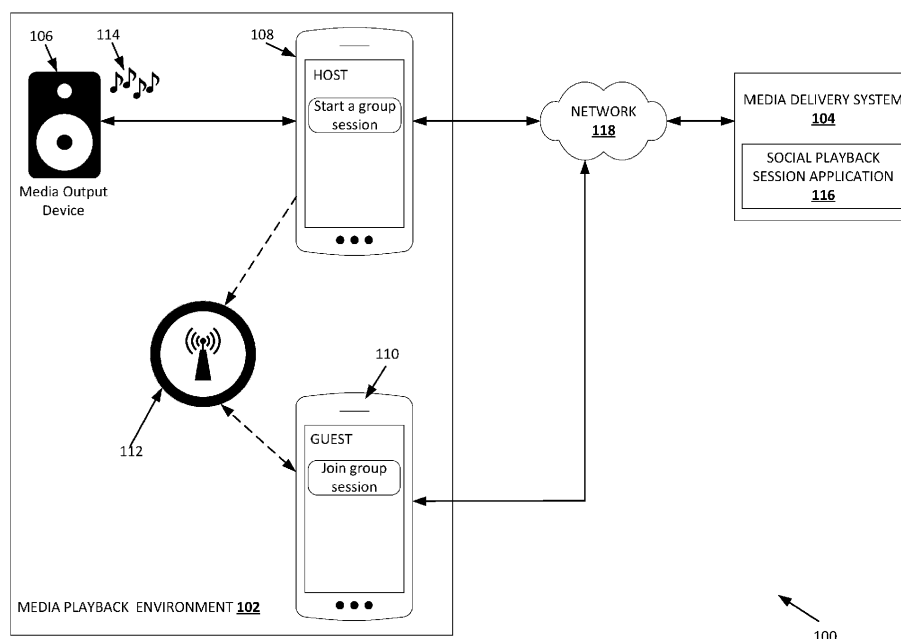 106
114
108
HOST
Start a group
session
Media Output
Device
NETWORK
118
MEDIA DELIVERY SYSTEM
104
SOCIAL PLAYBACK
SESSION APPLICATION
116
112
110
GUEST
Join group
session
MEDIA PLAYBACK ENVIRONMENT 102
100